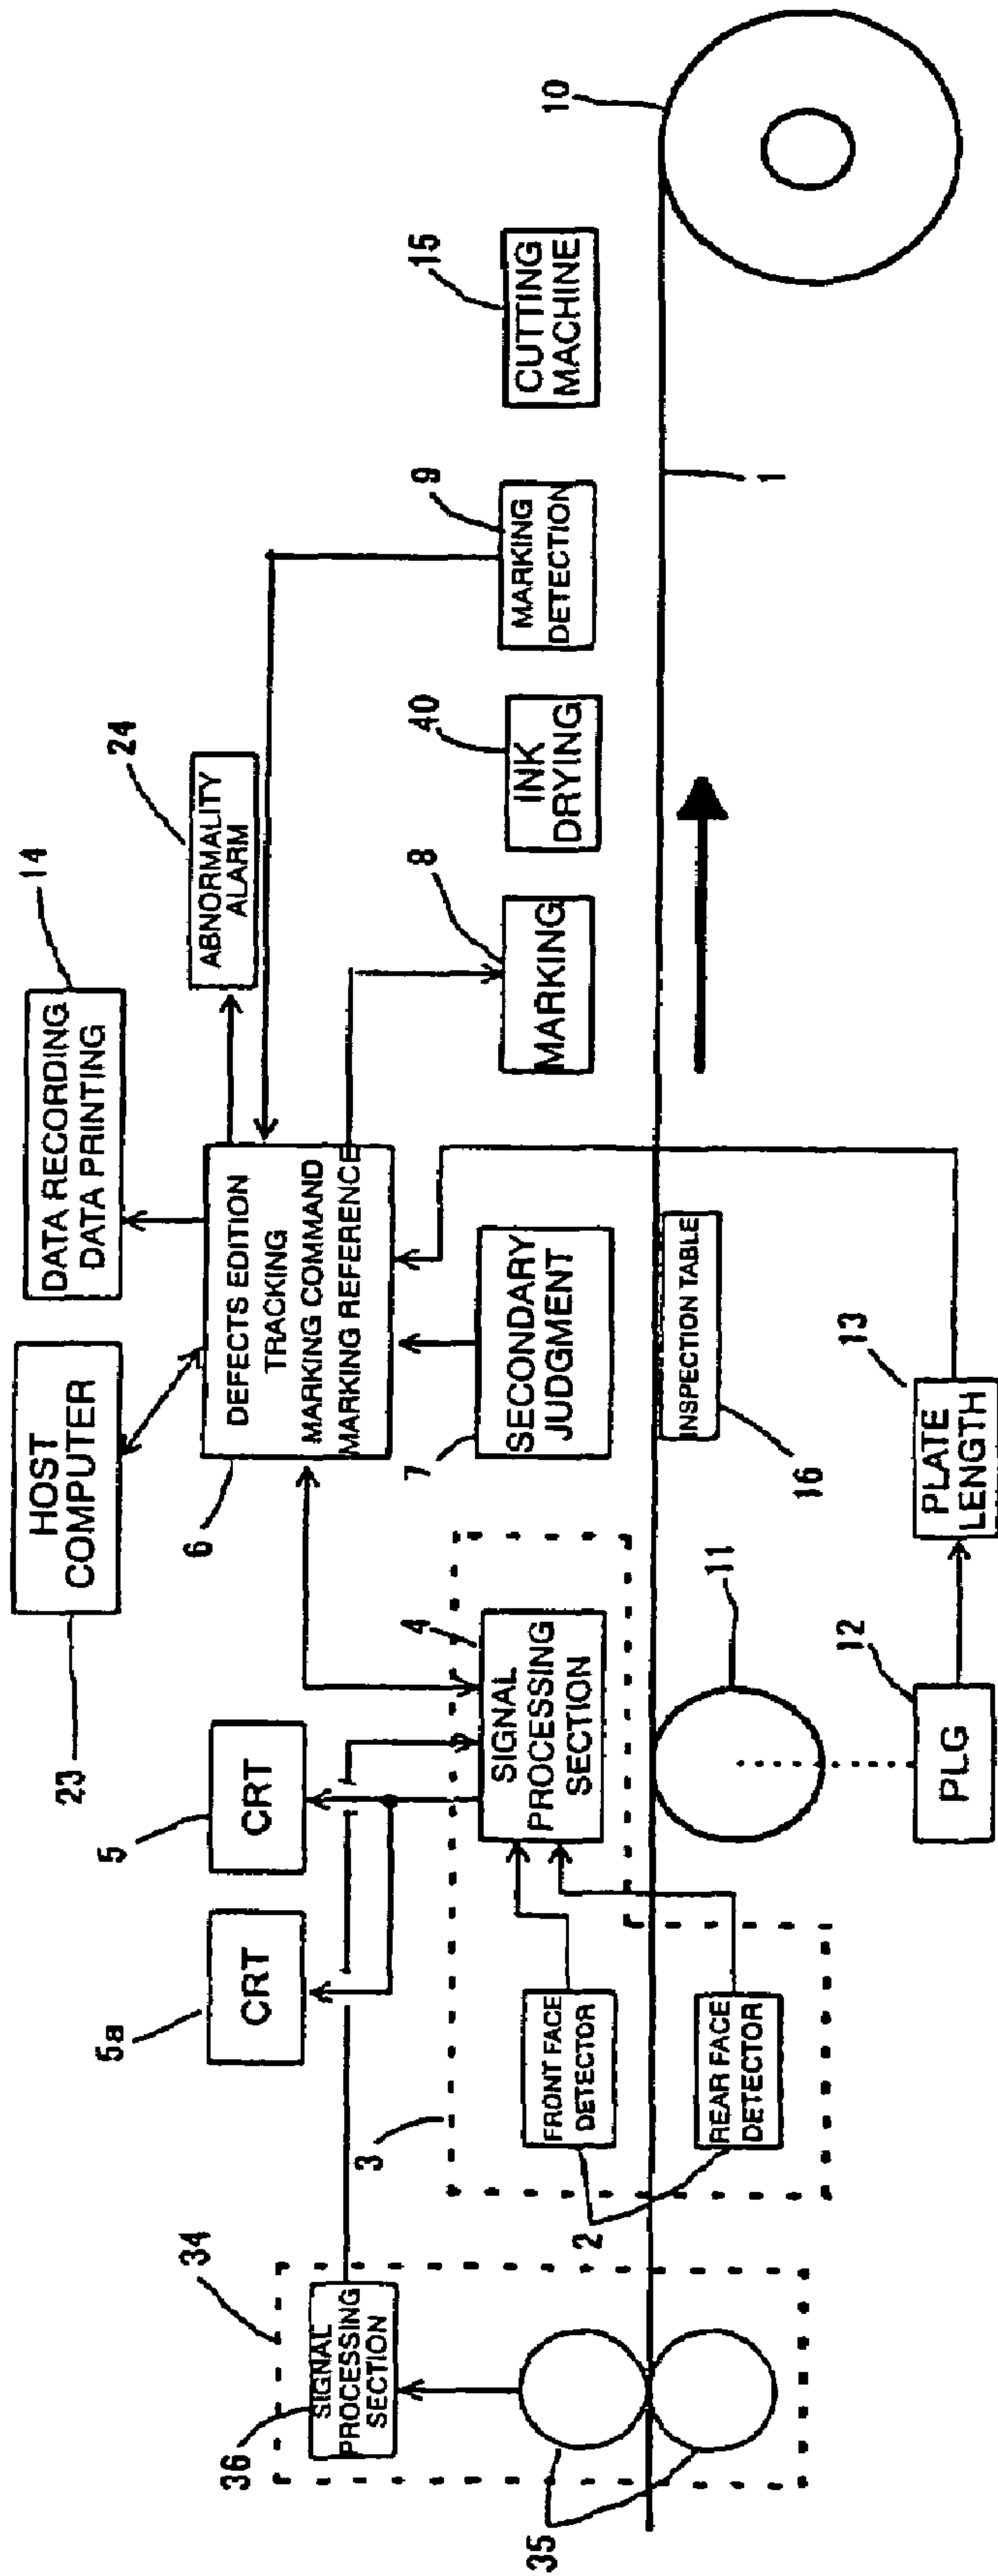 HOST
COMPUTER
23
DATA RECORDING
DATA PRINTING
14
ABNORMALITY
ALARM
24
CRT
5a
CRT
5
DEFECTS EDITION
TRACKING
MARKING COMMAND
MARKING REFERENCE
6
34
SIGNAL
PROCESSING
SECTION
36
3
FRONT FACE
DETECTOR
REAR FACE
DETECTOR
2
SIGNAL
PROCESSING
SECTION
4
SECONDARY
JUDGMENT
7
MARKING
8
INK
DRYING
40
MARKING
DETECTION
9
CUTTING
MACHINE
15
10
35
11
INSPECTION TABLE
16
1
PLG
12
PLATE
LENGTH
13